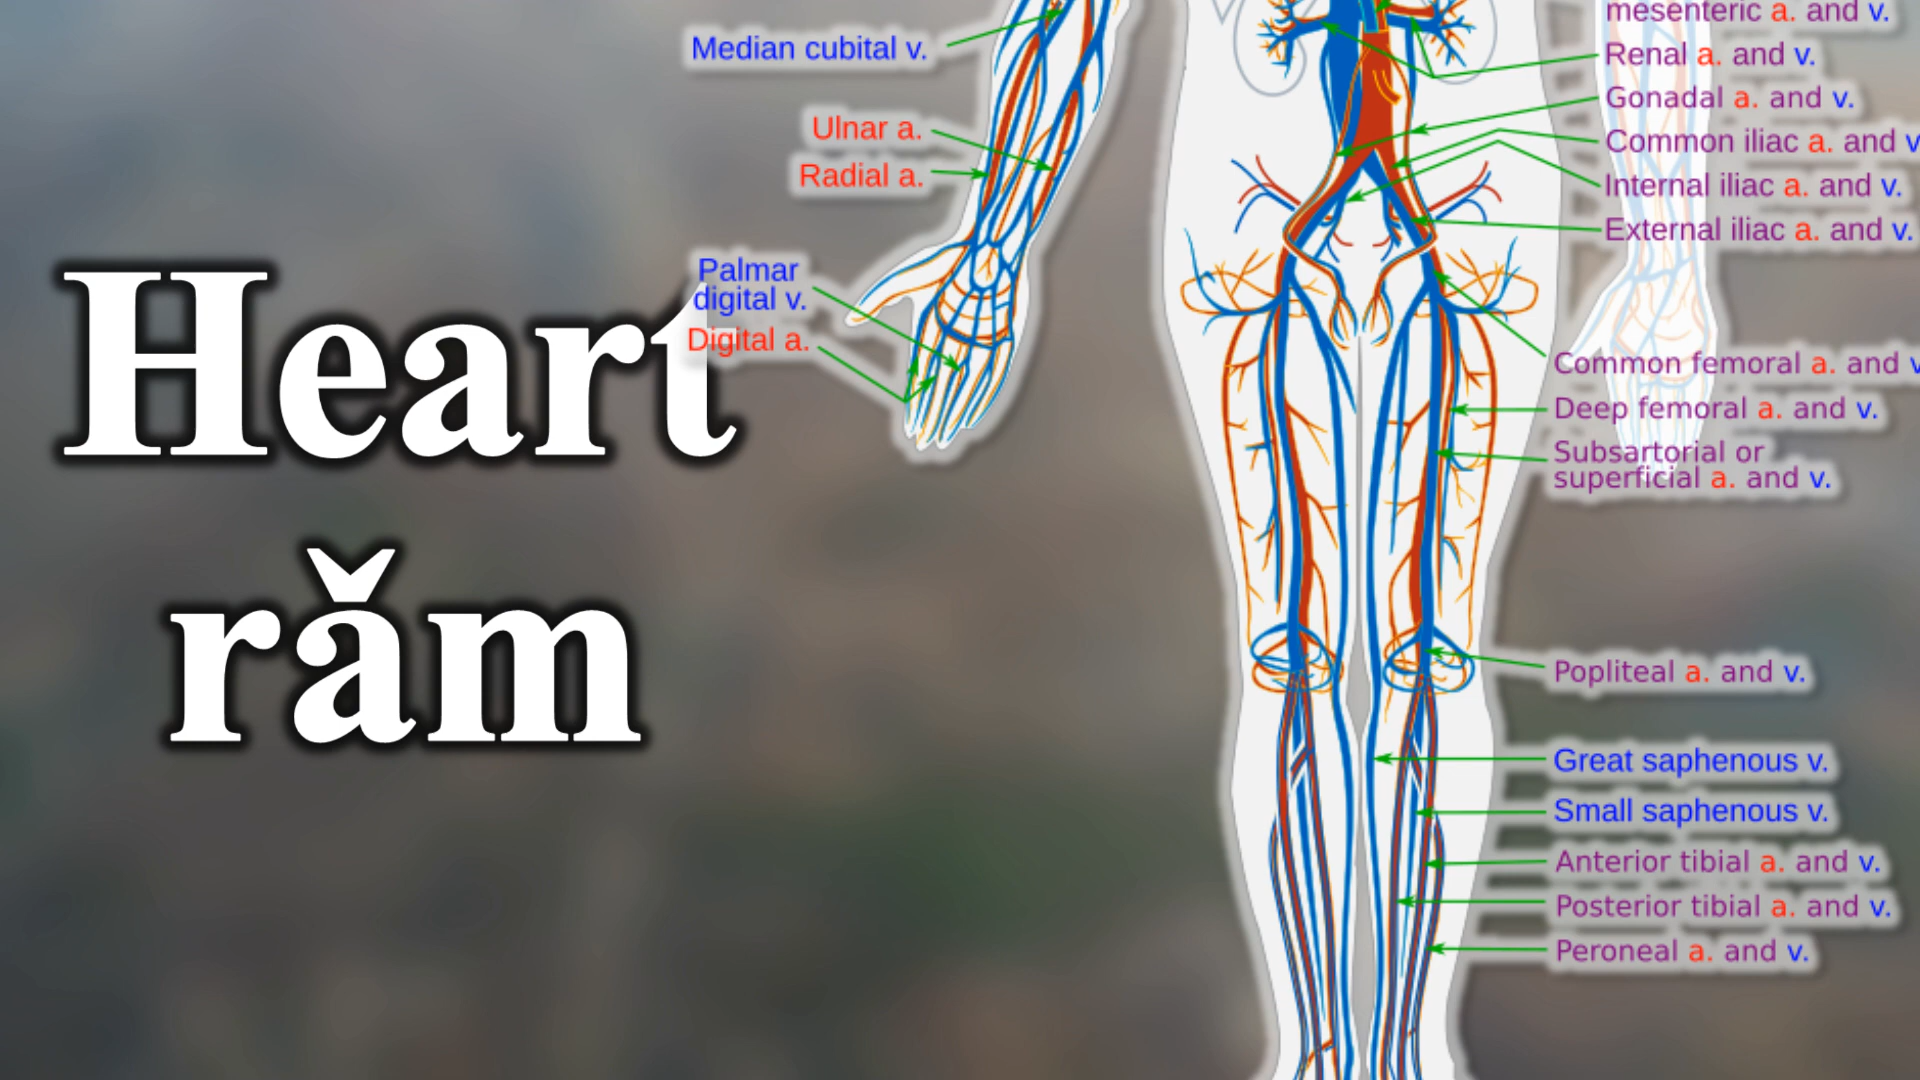 Heart
rǎm
Median cubital v.
Ulnar a.
Radial a.
Palmar
digital v.
Digital a.
mesenteric a. and v.
Renal a. and v.
Gonadal a. and v.
Common iliac a. and v
Internal iliac a. and v.
External iliac a. and v.
Common femoral a. and v
Deep femoral a. and v.
Subsartorial or
superficial a. and v.
Popliteal a. and v.
Great saphenous v.
Small saphenous v.
Anterior tibial a. and v.
Posterior tibial a. and v.
Peroneal a. and v.